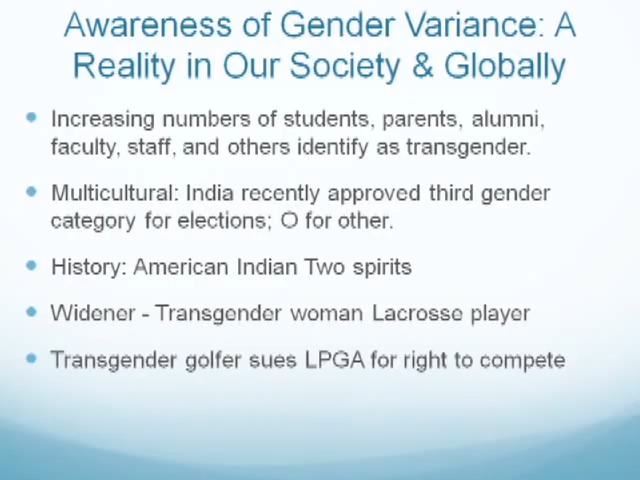 Awareness of Gender Variance: A
Reality in Our Society & Globally
Increasing numbers of students, parents, alumni,
faculty, staff, and others identify as transgender.
Multicultural: India recently approved third gender
category for elections; O for other.
History: American Indian Two spirits
Widener - Transgender woman Lacrosse player
Transgender golfer sues LPGA for right to compete